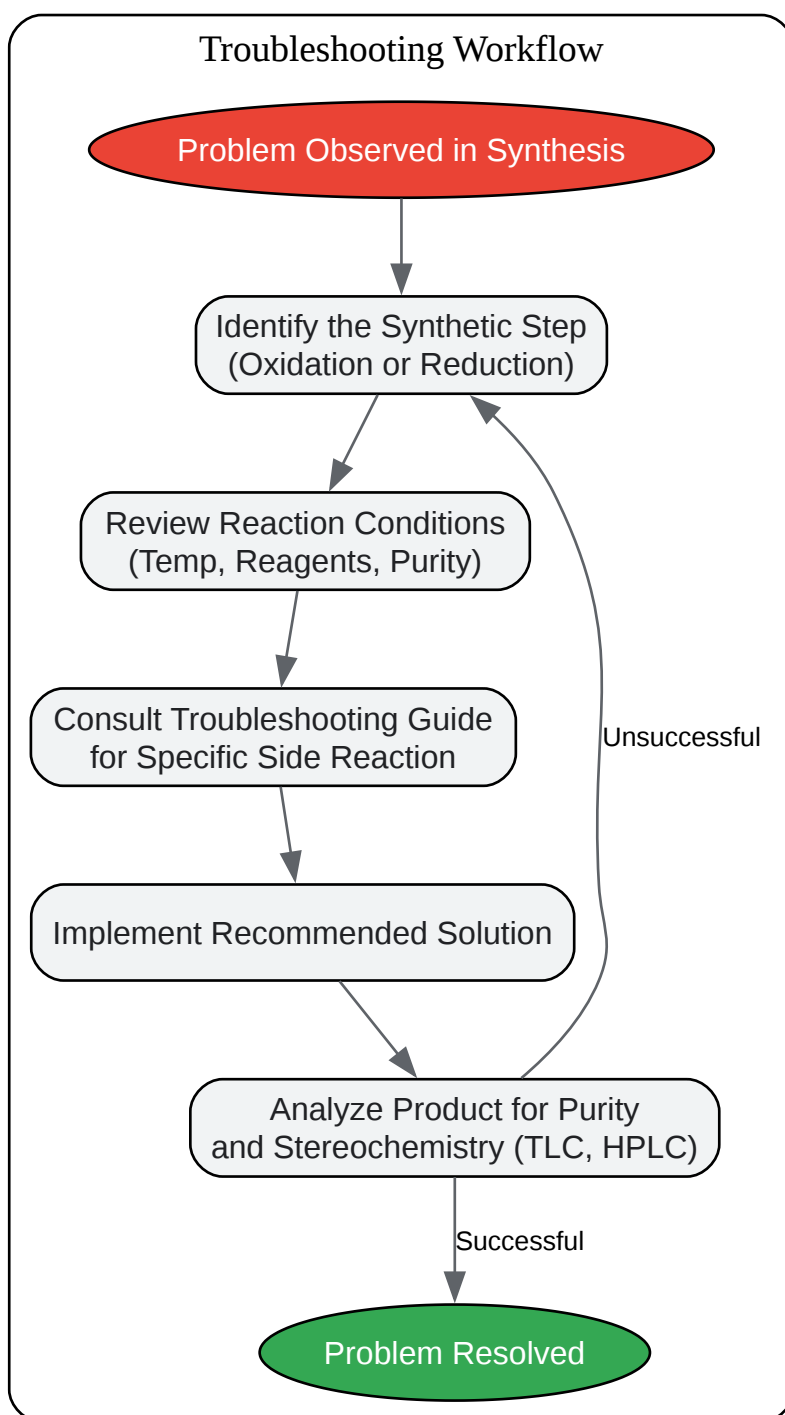 Troubleshooting Workflow
Problem Observed in Synthesis
Identify the Synthetic Step
(Oxidation or Reduction)
Review Reaction Conditions
(Temp, Reagents, Purity)
Consult Troubleshooting Guide
for Specific Side Reaction
Unsuccessful
Implement Recommended Solution
Analyze Product for Purity
and Stereochemistry (TLC, HPLC)
Successful
Problem Resolved